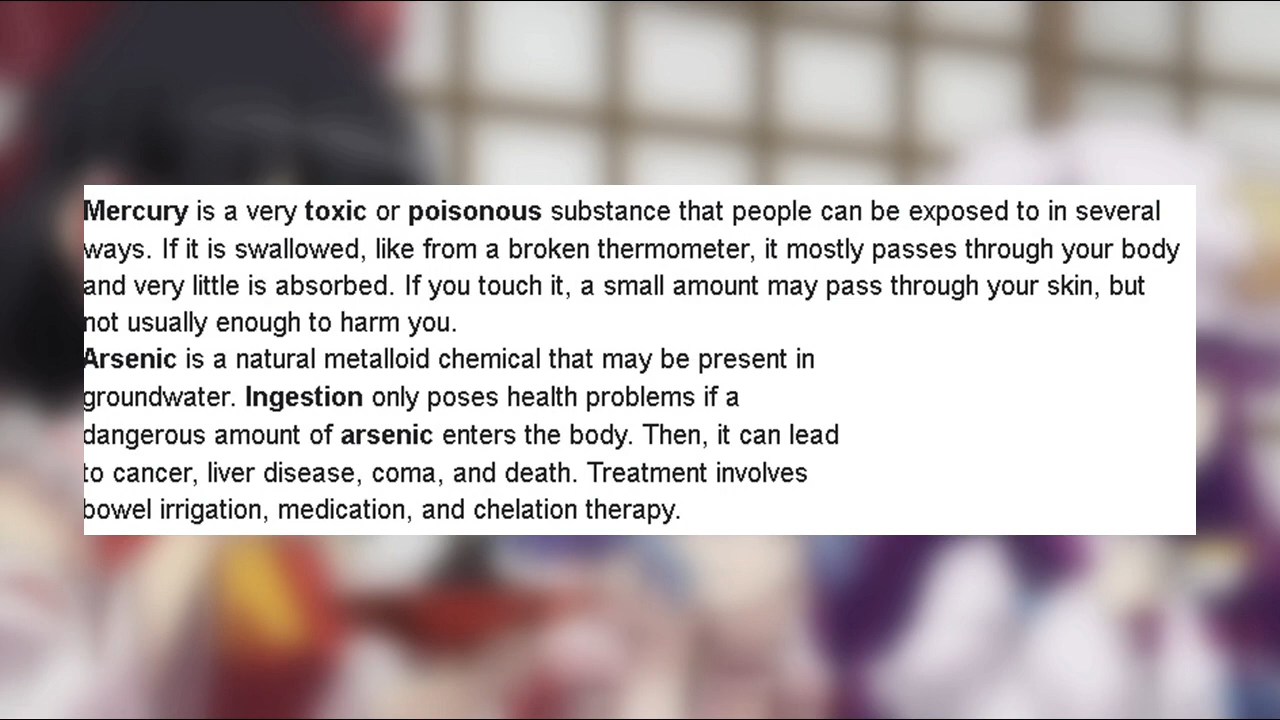 Mercury is a very toxic or poisonous substance that people can be exposed to in several
ways. If it is swallowed, like from a broken thermometer, it mostly passes through your body
and very little is absorbed. If you touch it, a small amount may pass through your skin, but
not usually enough to harm you.
Arsenic is a natural metalloid chemical that may be present in
groundwater. Ingestion only poses health problems if a
dangerous amount of arsenic enters the body. Then, it can lead
to cancer, liver disease, coma, and death. Treatment involves
bowel irrigation, medication, and chelation therapy.